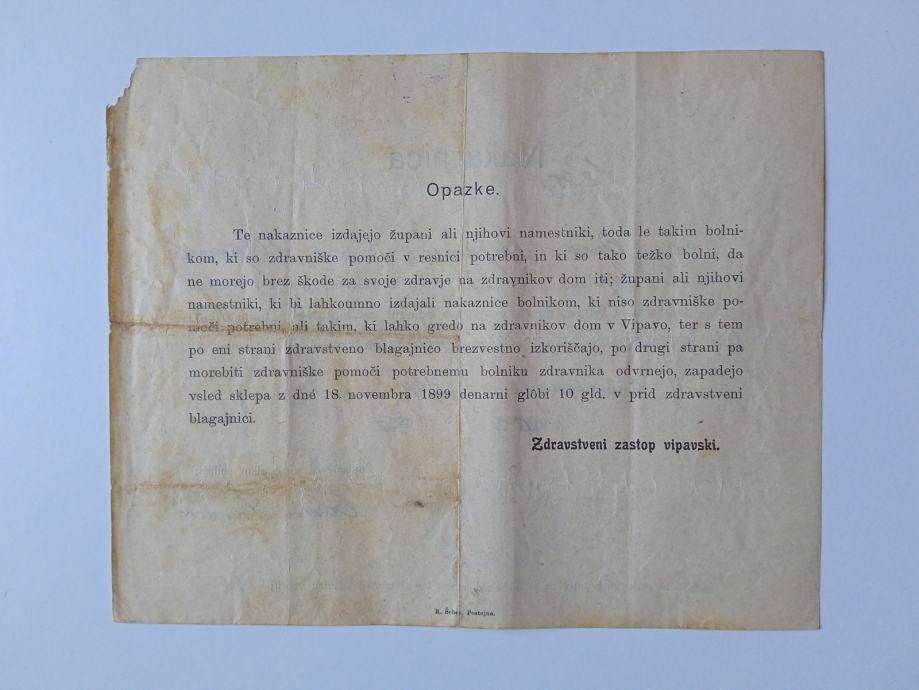 Nakaznica
Opazke.
Te nakaznice izdajejo župani ali njihovi namestniki, toda le takim bolni-
kom, ki so zdravniške pomoči v resnici potrebni, in ki so tako težko bolni, da
ne morejo brez škode za svoje zdravje na zdravnikov dom iti; župani ali njihovi
namestniki, ki bi lahkoumno izdajali nakaznice bolnikom, ki niso zdravniške po-
moči potrebni, ali takim, ki lahko gredo na zdravnikov dom v Vipavo, ter s tem
po eni strani zdravstveno blagajnico brezvestno izkoriščajo, po drugi strani pa
morebiti zdravniške pomoči potrebnemu bolniku zdravnika odvrnejo, zapadejo
vsled sklepa z dné 18. novembra 1899 denarni glôbi 10 gld. v prid zdravstveni
blagajnici.
Zdravstveni zastop vipavski.
R. Šeber, Postojna.